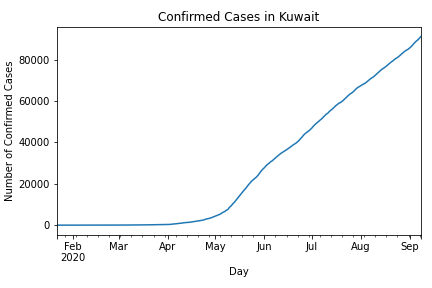 Confirmed Cases in Kuwait
Number of Confirmed Cases
80000
60000
40000
20000
0
Feb Mar Apr May Jun Jul Aug Sep
2020
Day